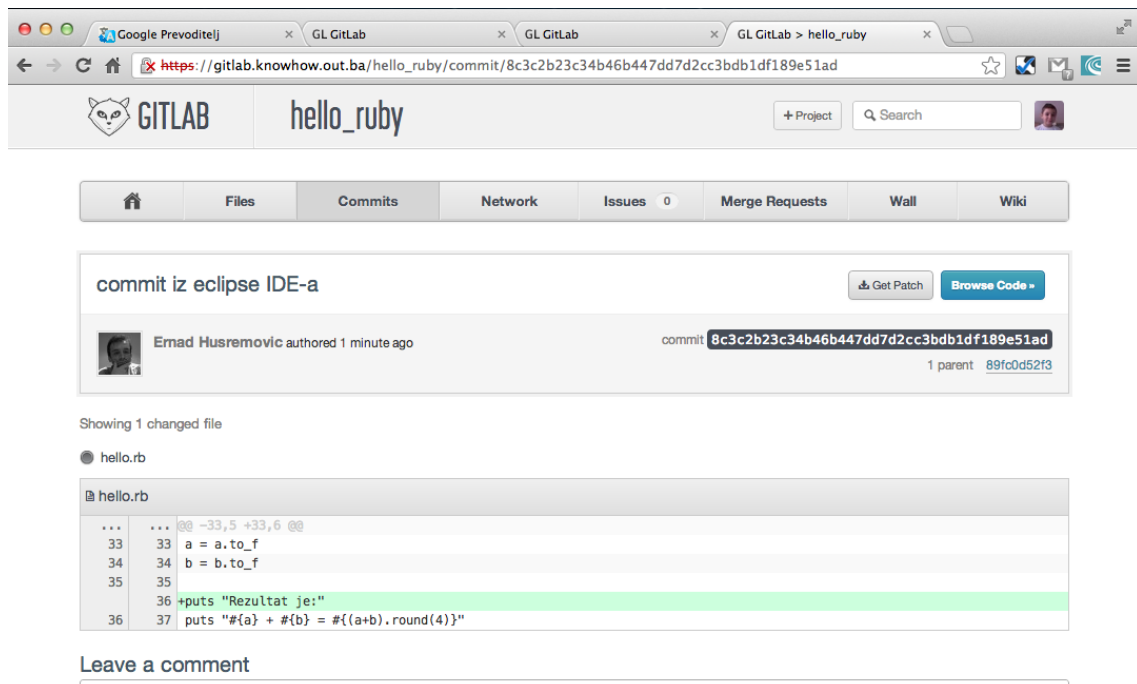 Google Prevoditelj
GL GitLab
GL GitLab
GL GitLab > hello_ruby
https://gitlab.knowhow.out.ba/hello_ruby/commit/8c3c2b23c34b46b447dd7d2cc3bdb1df189e51ad
?
GITLAB
hello_ruby
+ Project
Search
Files
Commits
Network
Issues 0
Merge Requests
Wall
Wiki
commit iz eclipse IDE-a
Get Patch
Browse Code »
Ernad Husremovic authored 1 minute ago
commit 8c3c2b23c34b46b447dd7d2cc3bdb1df189e51ad
1 parent 89fc0d52f3
Showing 1 changed file
hello.rb
hello.rb
... ... @@ -33,5 +33,6 @@
33 33 a = a.to_f
34 34 b = b.to_f
35 35
36 +puts "Rezultat je:"
36 37 puts "#{a} + #{b} = #{(a+b).round(4)}"
Leave a comment